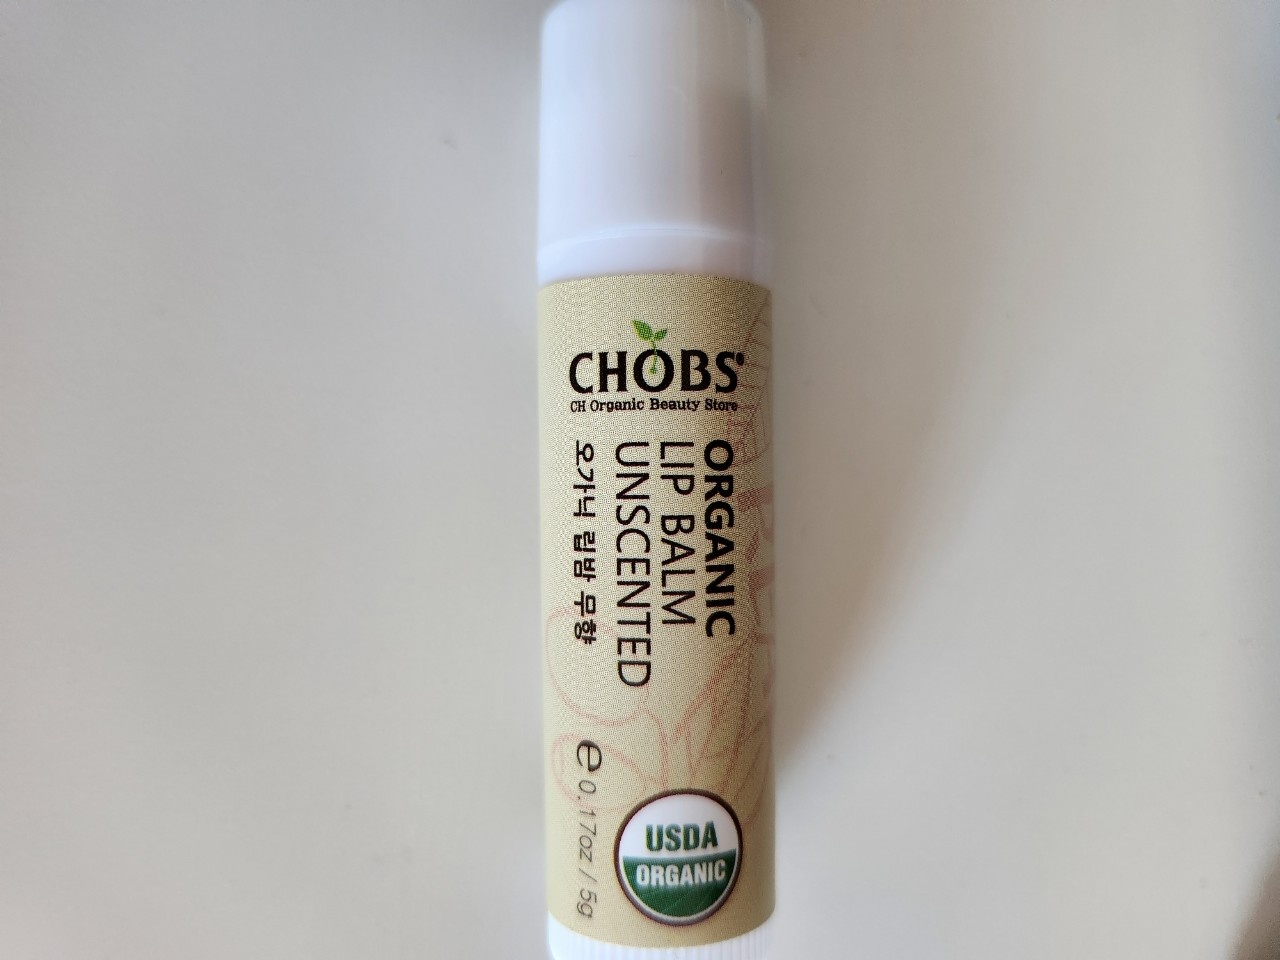 CHOBS
CH Organic Beauty Store
ORGANIC
LIP BALM
UNSCENTED
오가닉 립밤 무향
e 0.17oz / 5g
USDA
ORGANIC